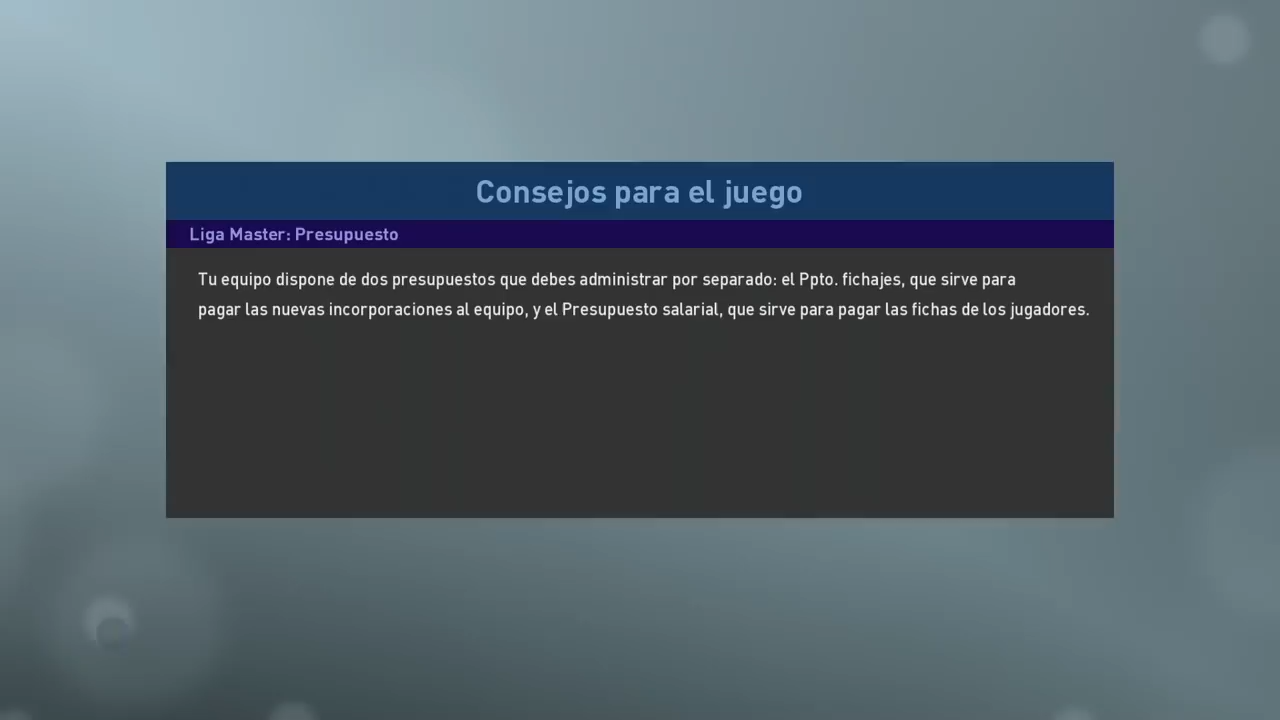 Consejos para el juego
Liga Master: Presupuesto
Tu equipo dispone de dos presupuestos que debes administrar por separado: el Ppto. fichajes, que sirve para
pagar las nuevas incorporaciones al equipo, y el Presupuesto salarial, que sirve para pagar las fichas de los jugadores.